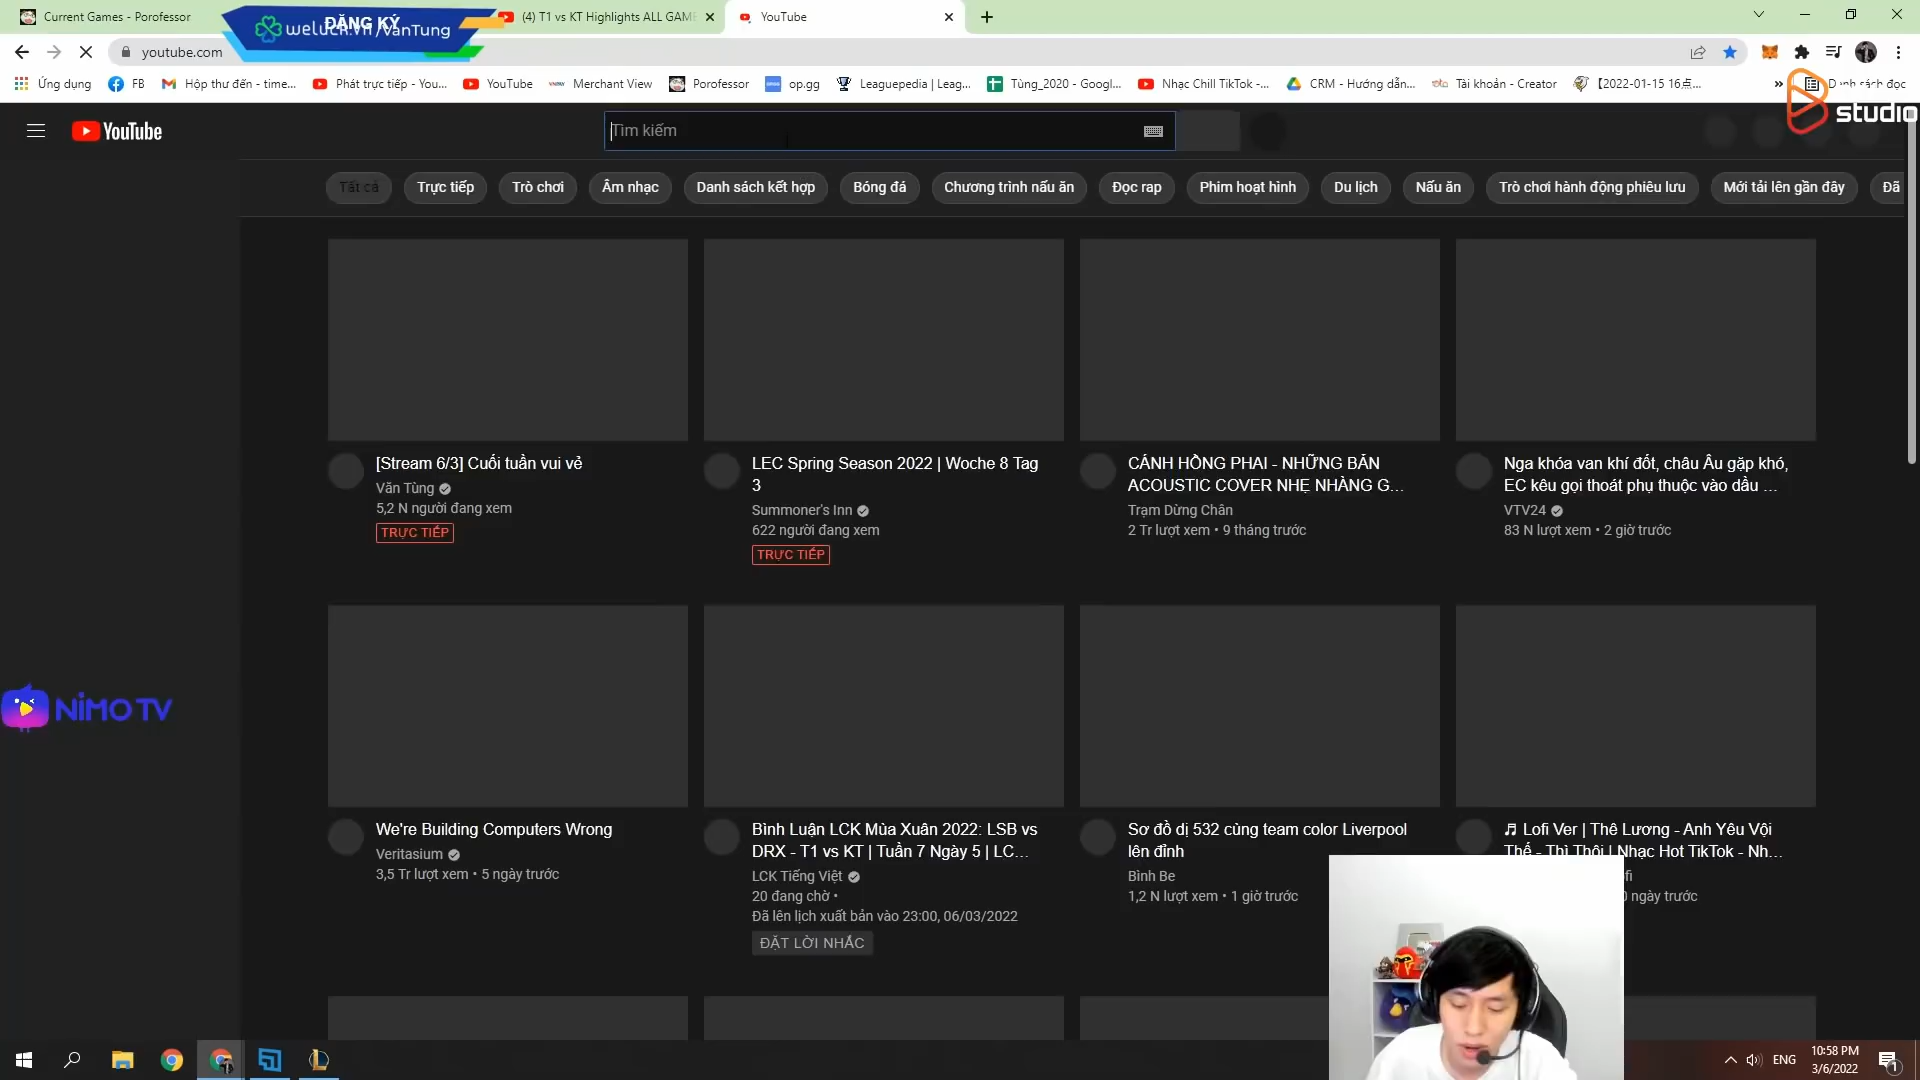 Current Games - Porofessor
ĐĂNG KÝ
weluck.vn/VanTung
(4) T1 vs KT Highlights ALL GAM
YouTube
youtube.com
Ứng dụng
FB
Hộp thư đến - time...
Phát trực tiếp - You...
YouTube
Merchant View
Porofessor
op.gg
Leaguepedia | Leag...
Tùng_2020 - Googl...
Nhạc Chill TikTok -...
CRM - Hướng dẫn...
Tài khoản - Creator
【2022-01-15 16点...
»
Danh sách đọc
studio
YouTube
Tìm kiếm
Tất cả
Trực tiếp
Trò chơi
Âm nhạc
Danh sách kết hợp
Bóng đá
Chương trình nấu ăn
Đọc rap
Phim hoạt hình
Du lịch
Nấu ăn
Trò chơi hành động phiêu lưu
Mới tải lên gần đây
Đã
[Stream 6/3] Cuối tuần vui vẻ
Văn Tùng
5,2 N người đang xem
TRỰC TIẾP
LEC Spring Season 2022 | Woche 8 Tag
3
Summoner's Inn
622 người đang xem
TRỰC TIẾP
CÁNH HỒNG PHAI - NHỮNG BẢN
ACOUSTIC COVER NHẸ NHÀNG G...
Trạm Dừng Chân
2 Tr lượt xem • 9 tháng trước
Nga khóa van khí đốt, châu Âu gặp khó,
EC kêu gọi thoát phụ thuộc vào dầu ...
VTV24
83 N lượt xem • 2 giờ trước
NIMO TV
We're Building Computers Wrong
Veritasium
3,5 Tr lượt xem • 5 ngày trước
Bình Luận LCK Mùa Xuân 2022: LSB vs
DRX - T1 vs KT | Tuần 7 Ngày 5 | LC...
LCK Tiếng Việt
20 đang chờ •
Đã lên lịch xuất bản vào 23:00, 06/03/2022
ĐẶT LỜI NHẮC
Sơ đồ dị 532 cùng team color Liverpool
lên đỉnh
Bình Be
1,2 N lượt xem • 1 giờ trước
♬ Lofi Ver | Thê Lương - Anh Yêu Vội
Thế - Thì Thôi | Nhạc Hot TikTok - Nh...
fi
ngày trước
ENG
10:58 PM
3/6/2022
1